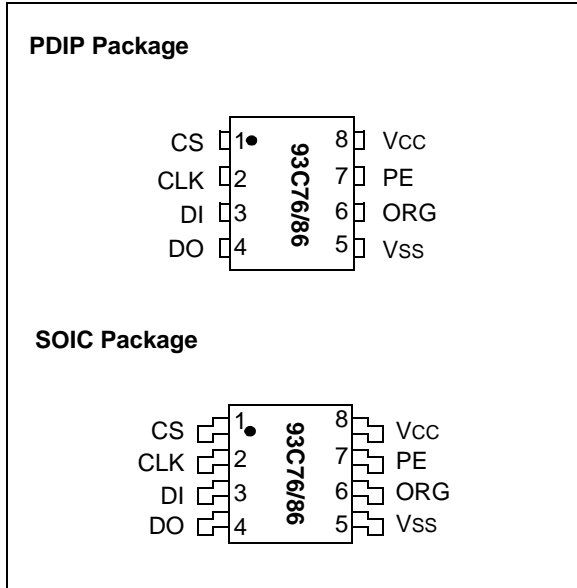 PDIP Package
CS 1 8 VCC
CLK 2 7 PE
DI 3 6 ORG
DO 4 5 VSS
93C76/86
SOIC Package
CS 1 8 VCC
CLK 2 7 PE
DI 3 6 ORG
DO 4 5 VSS
93C76/86